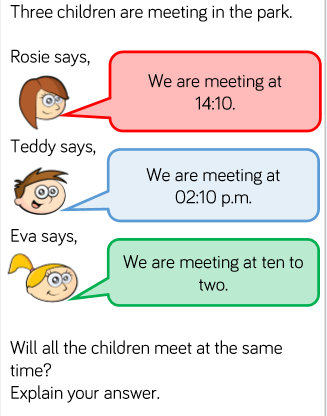 Three children are meeting in the park.
Rosie says,
We are meeting at
14:10.
Teddy says,
We are meeting at
02:10 p.m.
Eva says,
We are meeting at ten to
two.
Will all the children meet at the same
time?
Explain your answer.